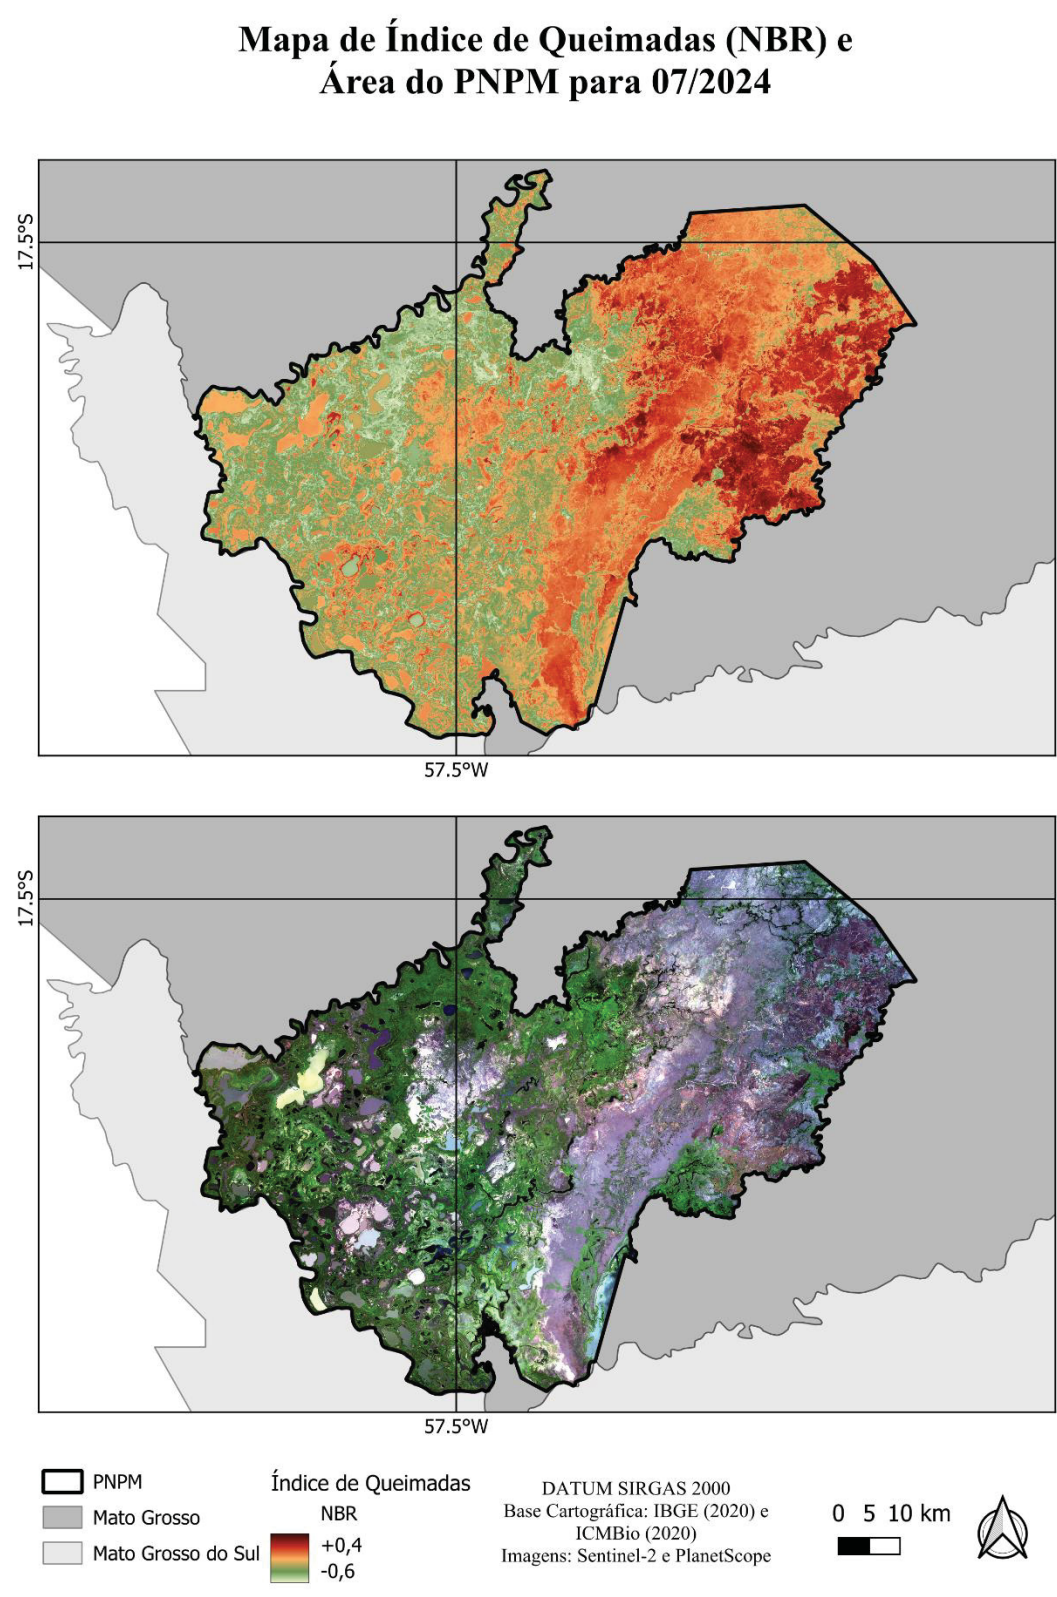 Mapa de Índice de Queimadas (NBR) e
Área do PNPM para 07/2024
17.5°S
57.5°W
17.5°S
57.5°W
PNPM
Mato Grosso
Mato Grosso do Sul
Índice de Queimadas
NBR
+0,4
-0,6
DATUM SIRGAS 2000
Base Cartográfica: IBGE (2020) e
ICMBio (2020)
Imagens: Sentinel-2 e PlanetScope
0 5 10 km